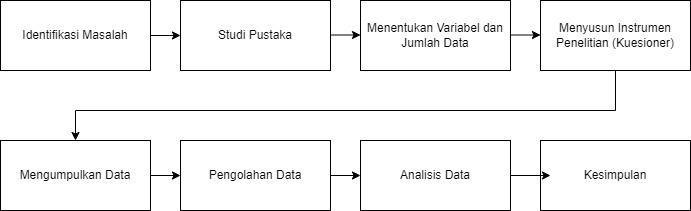 Identifikasi Masalah
Studi Pustaka
Menentukan Variabel dan
Jumlah Data
Menyusun Instrumen
Penelitian (Kuesioner)
Mengumpulkan Data
Pengolahan Data
Analisis Data
Kesimpulan